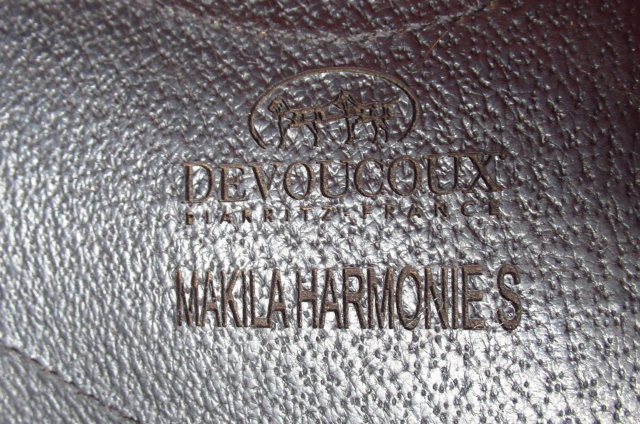 DEVOUCOUX
BIARRITZ-FRANCE
MAKILA HARMONIE S